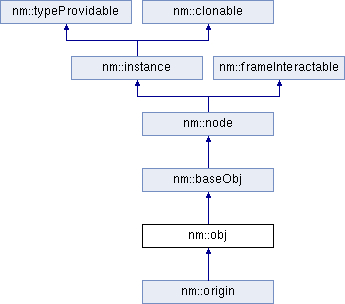 nm::typeProvidable
nm::clonable
nm::instance
nm::frameInteractable
nm::node
nm::baseObj
nm::obj
nm::origin